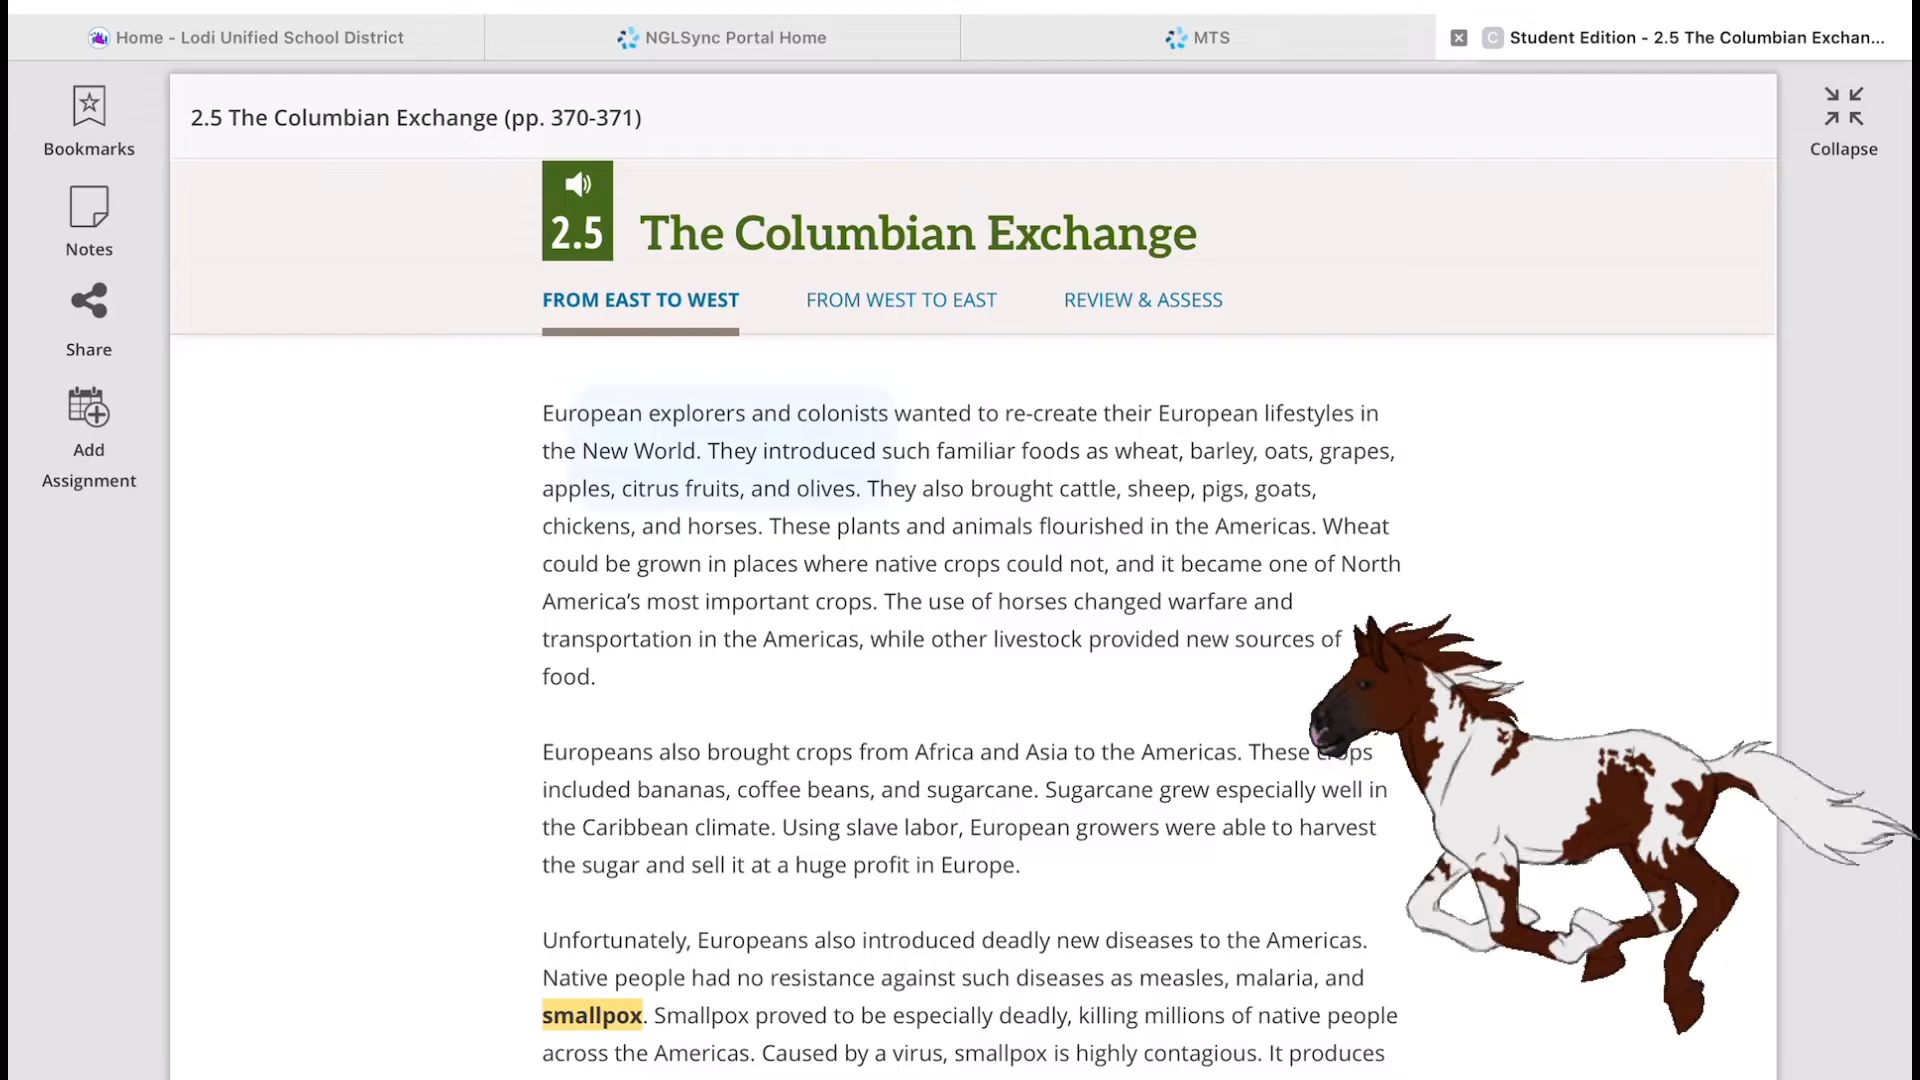 Home - Lodi Unified School District
NGLSync Portal Home
MTS
C Student Edition - 2.5 The Columbian Exchan...
Bookmarks
Notes
Share
Add
Assignment
Collapse
2.5 The Columbian Exchange (pp. 370-371)
2.5 The Columbian Exchange
FROM EAST TO WEST
FROM WEST TO EAST
REVIEW & ASSESS
European explorers and colonists wanted to re-create their European lifestyles in
the New World. They introduced such familiar foods as wheat, barley, oats, grapes,
apples, citrus fruits, and olives. They also brought cattle, sheep, pigs, goats,
chickens, and horses. These plants and animals flourished in the Americas. Wheat
could be grown in places where native crops could not, and it became one of North
America’s most important crops. The use of horses changed warfare and
transportation in the Americas, while other livestock provided new sources of
food.
Europeans also brought crops from Africa and Asia to the Americas. These crops
included bananas, coffee beans, and sugarcane. Sugarcane grew especially well in
the Caribbean climate. Using slave labor, European growers were able to harvest
the sugar and sell it at a huge profit in Europe.
Unfortunately, Europeans also introduced deadly new diseases to the Americas.
Native people had no resistance against such diseases as measles, malaria, and
smallpox. Smallpox proved to be especially deadly, killing millions of native people
across the Americas. Caused by a virus, smallpox is highly contagious. It produces